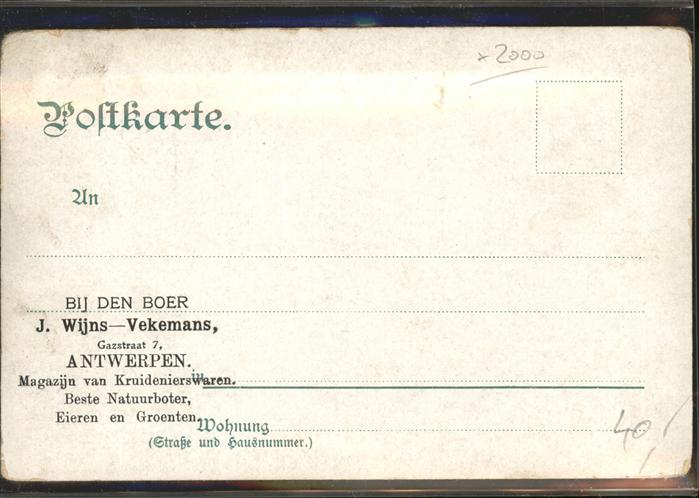 x 2000
Postkarte.
An
BIJ DEN BOER
J. Wijns—Vekemans,
Gazstraat 7,
ANTWERPEN.
Magazijn van Kruidenierswaren.
in
Beste Natuurboter,
Eieren en Groenten.
Wohnung
(Straße und Hausnummer.)
40,-